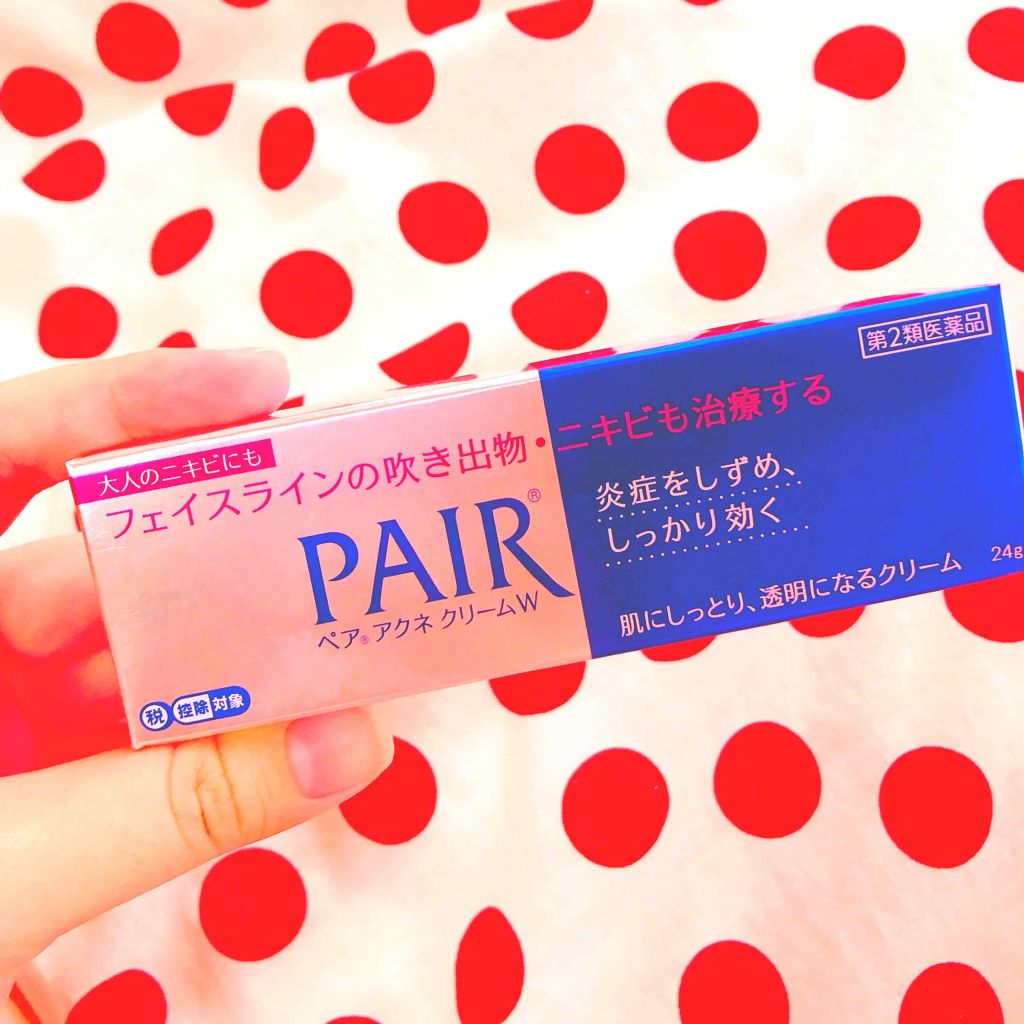 第2類医薬品
大人のニキビにも
フェイスラインの吹き出物・ニキビも治療する
PAIR®
ペア® アクネ クリームW
炎症をしずめ、
しっかり効く
肌にしっとり、透明になるクリーム
24g
税 控除対象